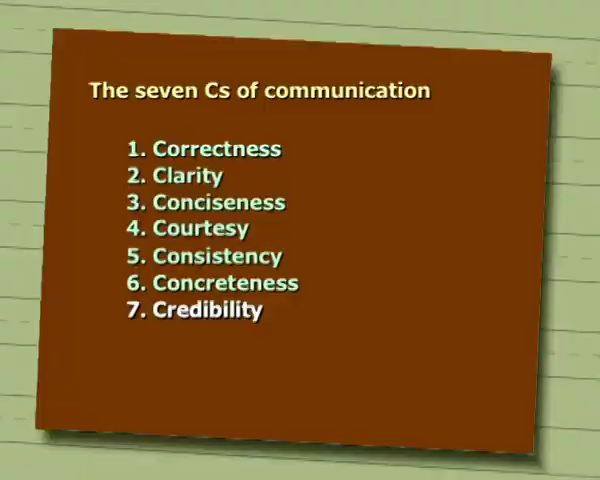 The seven Cs of communication
1. Correctness
2. Clarity
3. Conciseness
4. Courtesy
5. Consistency
6. Concreteness
7. Credibility